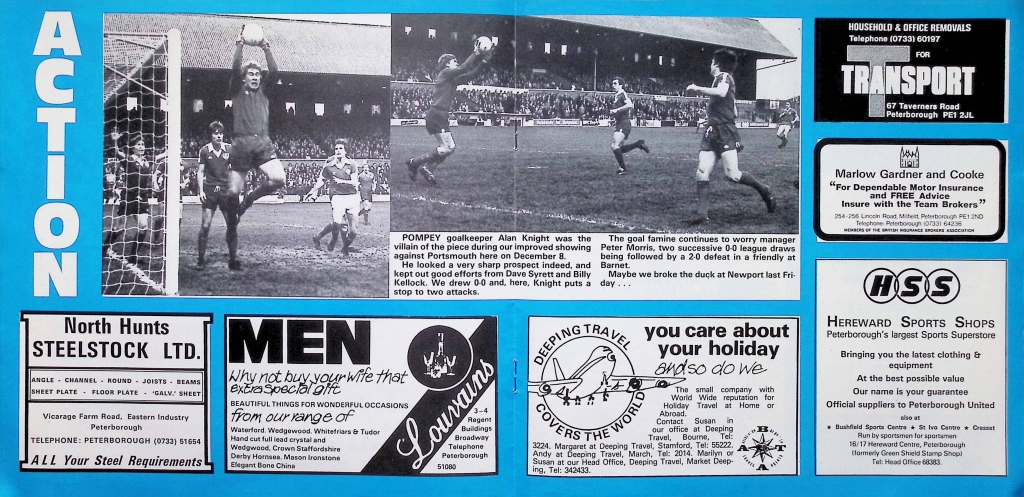 ACTION
POMPEY goalkeeper Alan Knight was the
villain of the piece during our improved showing
against Portsmouth here on December 8.
He looked a very sharp prospect indeed, and
kept out good efforts from Dave Syrett and Billy
Kellock. We drew 0-0 and, here, Knight puts a
stop to two attacks.
The goal famine continues to worry manager
Peter Morris, two successive 0-0 league draws
being followed by a 2-0 defeat in a friendly at
Barnet.
Maybe we broke the duck at Newport last Fri-
day . . .
HOUSEHOLD & OFFICE REMOVALS
Telephone (0733) 60197
FOR
TRANSPORT
67 Taverners Road
Peterborough PE1 2JL
Marlow Gardner and Cooke
"For Dependable Motor Insurance
and FREE Advice
Insure with the Team Brokers"
254-256 Lincoln Road, Millfield, Peterborough PE1 2ND
Telephone: Peterborough (0733) 64236
MEMBERS OF THE BRITISH INSURANCE BROKERS ASSOCIATION
HSS
HEREWARD SPORTS SHOPS
Peterborough's largest Sports Superstore
Bringing you the latest clothing &
equipment
At the best possible value
Our name is your guarantee
Official suppliers to Peterborough United
also at
★ Bushfield Sports Centre ★ St Ivo Centre ★ Cresset
Run by sportsmen for sportsmen
16/17 Hereward Centre, Peterborough
(formerly Green Shield Stamp Shop)
Tel: Head Office 68383.
North Hunts
STEELSTOCK LTD.
ANGLE - CHANNEL - ROUND - JOISTS - BEAMS
SHEET PLATE - FLOOR PLATE - 'GALV.' SHEET
Vicarage Farm Road, Eastern Industry
Peterborough
TELEPHONE: PETERBOROUGH (0733) 51654
ALL Your Steel Requirements
MEN
Why not buy your wife that
extra special gift
BEAUTIFUL THINGS FOR WONDERFUL OCCASIONS
from our range of
Waterford. Wedgewood. Whitefriars & Tudor
Hand cut full lead crystal and
Wedgwood, Crown Staffordshire
Derby Hornsea. Mason Ironstone
Elegant Bone China
Louvains
3-4
Regent
Buildings
Broadway
Telephone
Peterborough
51080
DEEPING TRAVEL
COVERS THE WORLD
you care about
your holiday
and so do we
The small company with
World Wide reputation for
Holiday Travel at Home or
Abroad.
Contact Susan in
our office at Deeping
Travel, Bourne, Tel:
3224. Margaret at Deeping Travel, Stamford, Tel: 55222.
Andy at Deeping Travel, March, Tel: 2014. Marilyn or
Susan at our Head Office, Deeping Travel, Market Deep-
ing, Tel: 342433.
ABTA